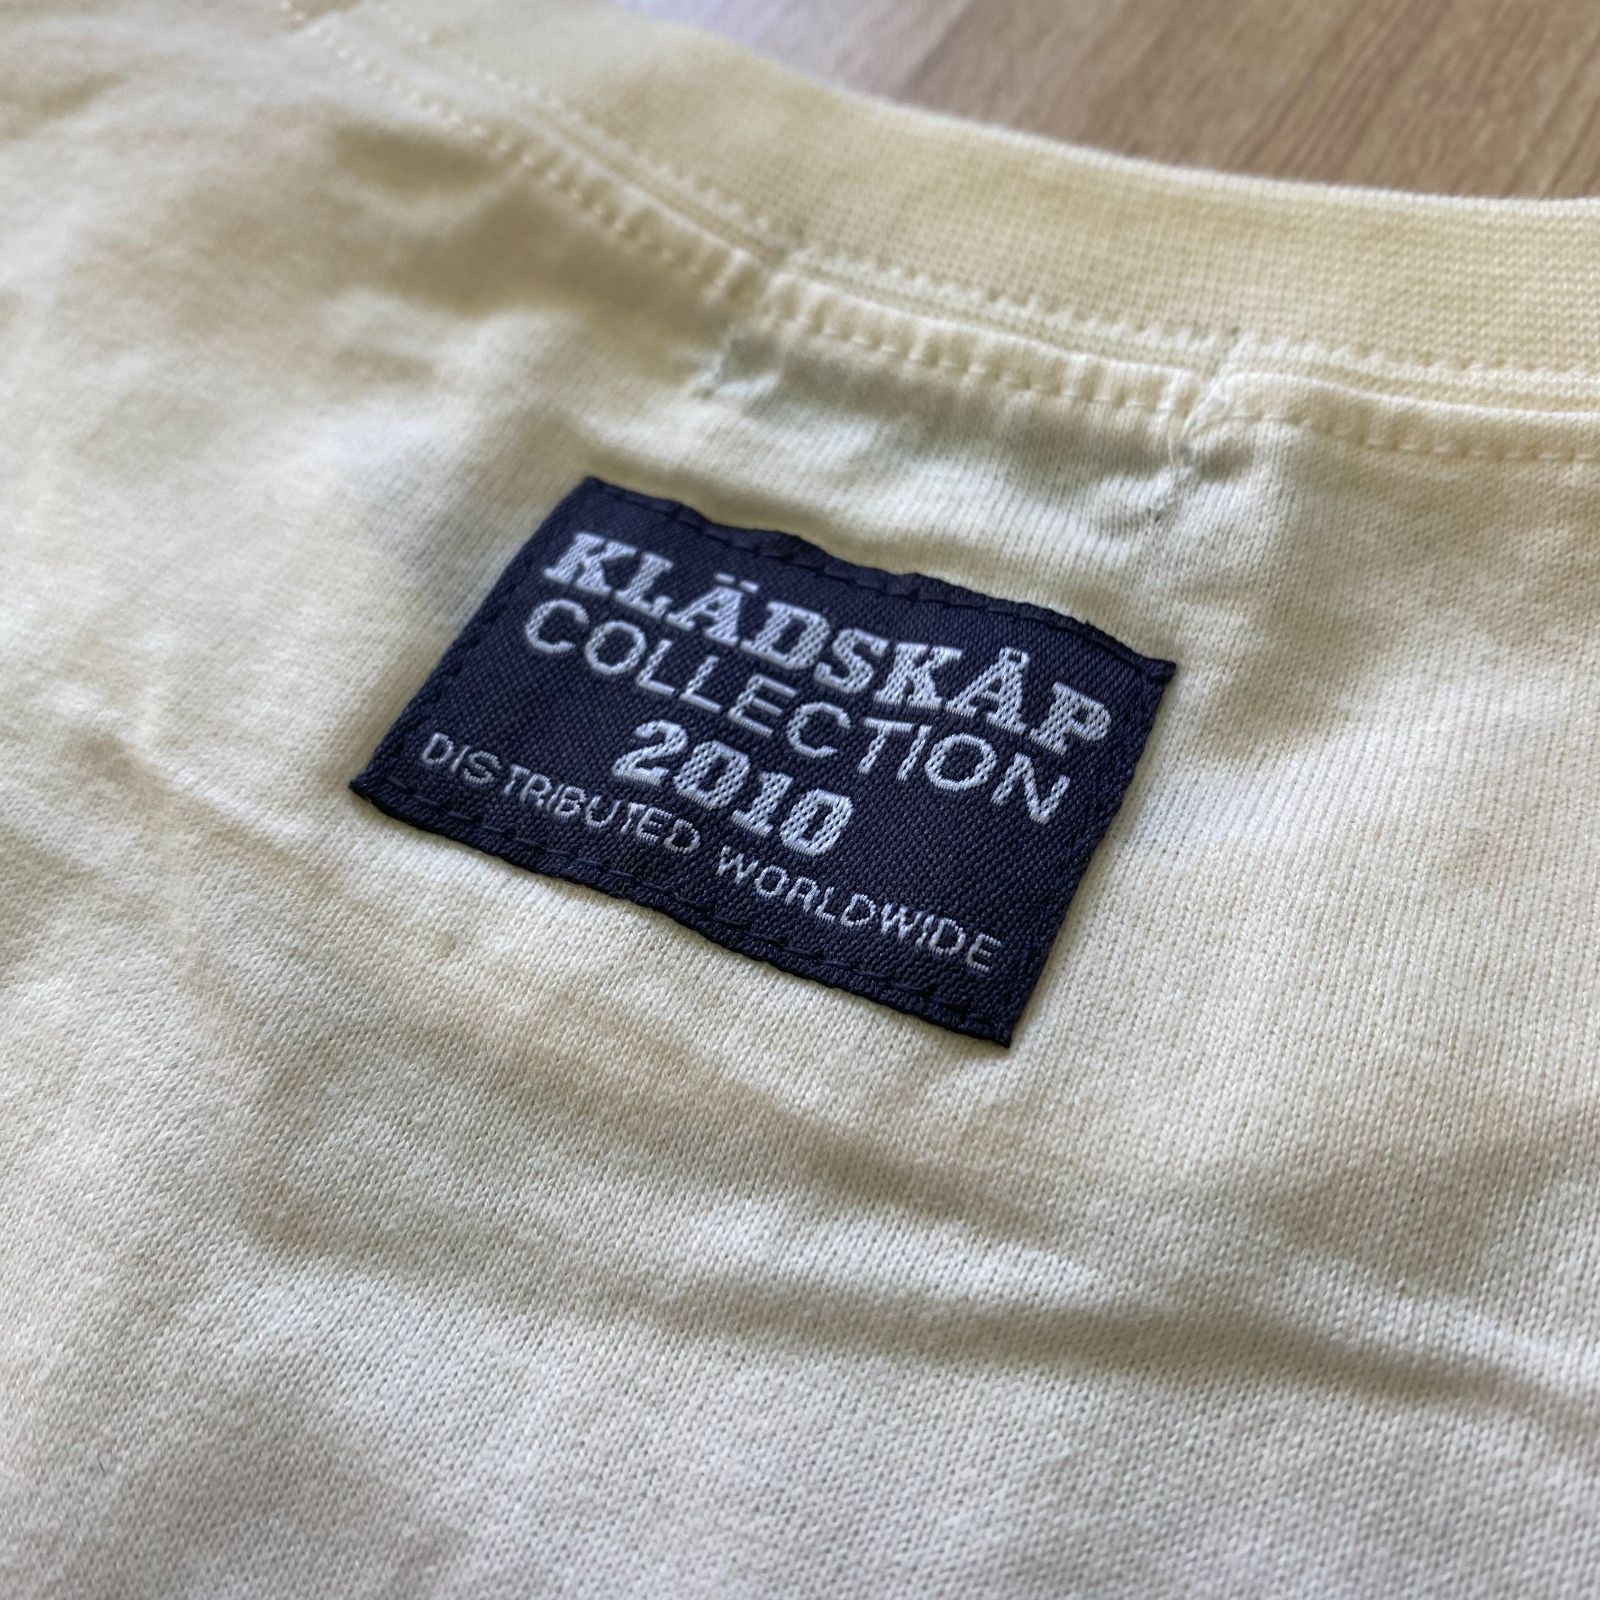 KLÄDSKÅP
COLLECTION
2010
DISTRIBUTED WORLDWIDE